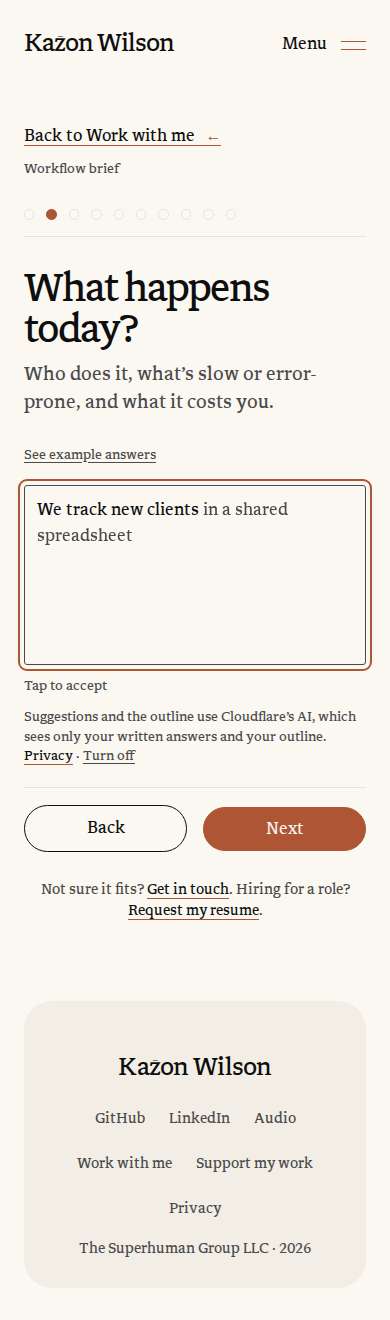 Kažon Wilson
Menu
Back to Work with me ←
Workflow brief
What happens
today?
Who does it, what’s slow or error-
prone, and what it costs you.
See example answers
We track new clients in a shared
spreadsheet
Tap to accept
Suggestions and the outline use Cloudflare’s AI, which
sees only your written answers and your outline.
Privacy · Turn off
Back
Next
Not sure it fits? Get in touch. Hiring for a role?
Request my resume.
Kažon Wilson
GitHub LinkedIn Audio
Work with me Support my work
Privacy
The Superhuman Group LLC · 2026